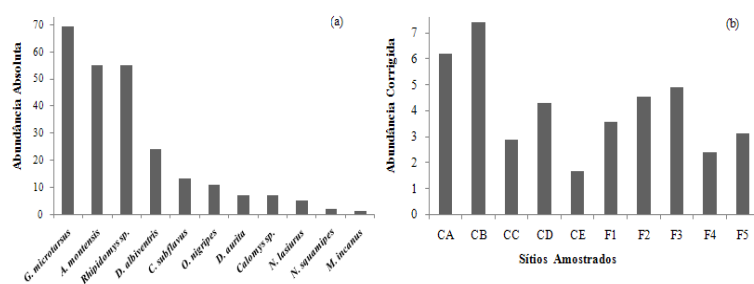 (a)
Abundância Absoluta
70
60
50
40
30
20
10
0
G. microtarsus
A. montensis
Rhipidomys sp.
D. albiventris
C. subflavus
O. nigripes
D. aurita
Calomys sp.
N. lasiurus
N. squamipes
M. incanus
(b)
Abundância Corrigida
7
6
5
4
3
2
1
0
CA CB CC CD CE F1 F2 F3 F4 F5
Sítios Amostrados